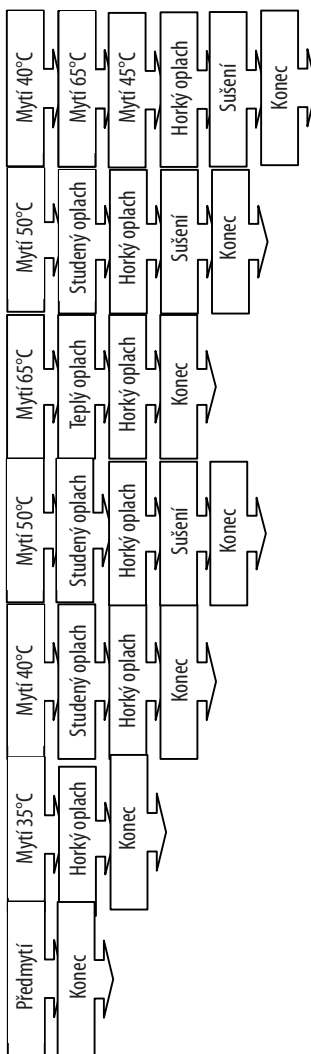 Předmytí
Konec
Mytí 35°C
Horký oplach
Konec
Mytí 40°C
Studený oplach
Horký oplach
Konec
Mytí 50°C
Studený oplach
Horký oplach
Sušení
Konec
Mytí 65°C
Teplý oplach
Horký oplach
Konec
Mytí 50°C
Studený oplach
Horký oplach
Sušení
Konec
Mytí 40°C
Mytí 65°C
Mytí 45°C
Horký oplach
Sušení
Konec